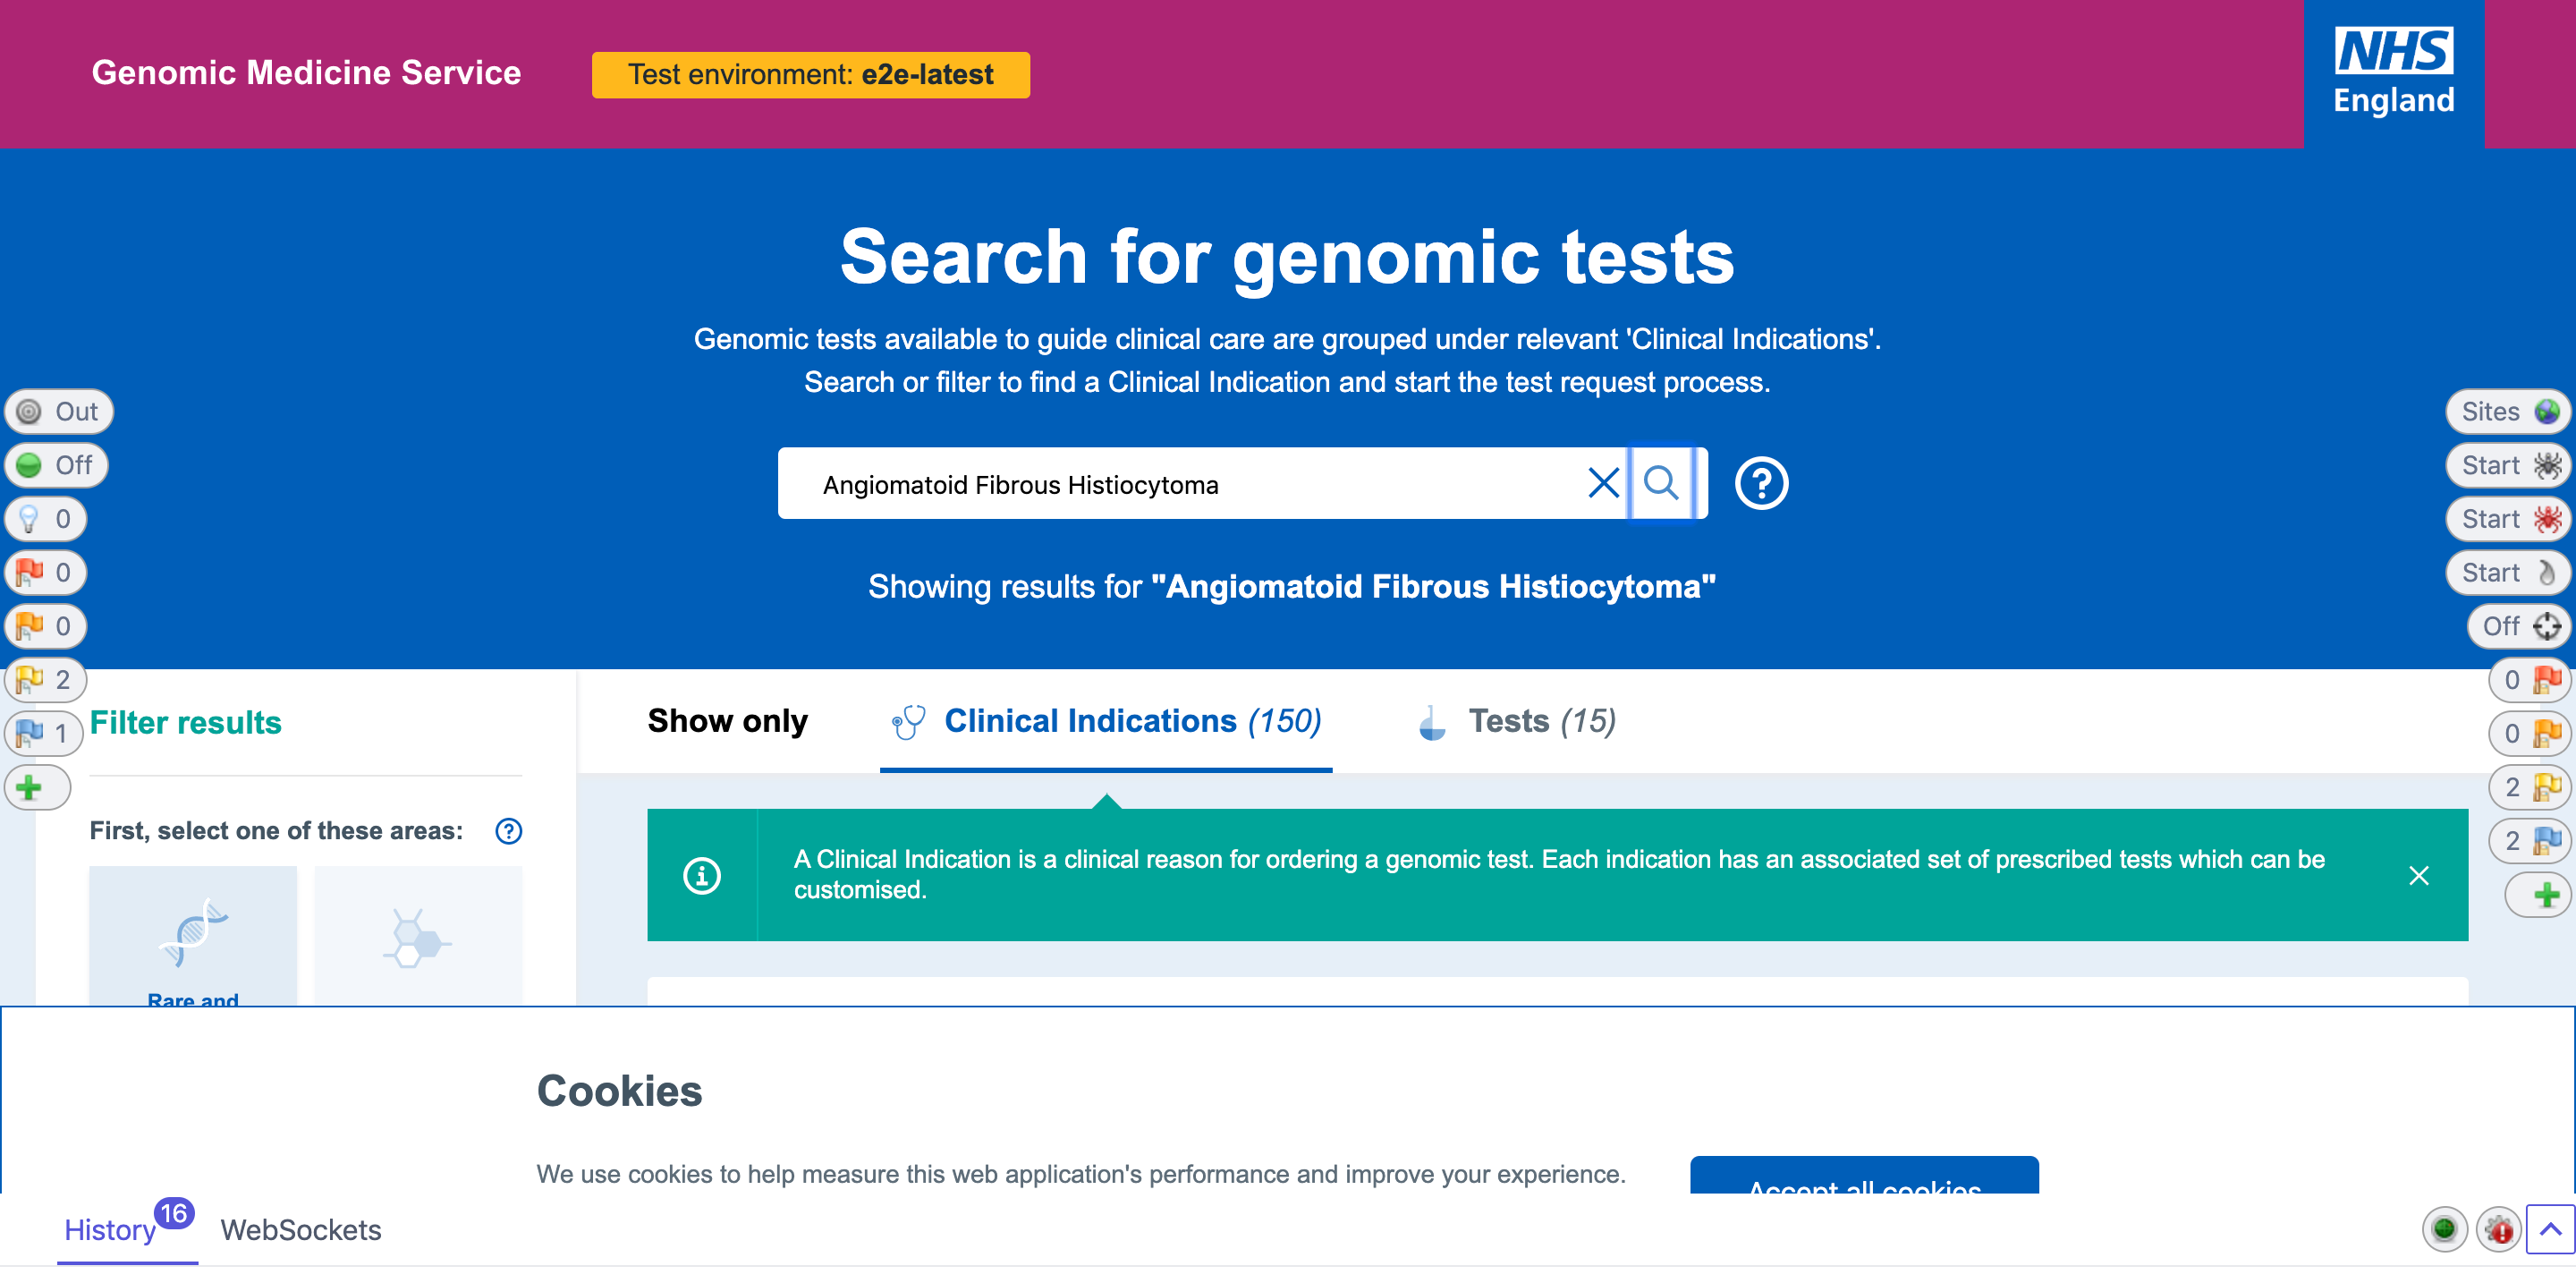 Genomic Medicine Service
Test environment: e2e-latest
NHS
England
Search for genomic tests
Genomic tests available to guide clinical care are grouped under relevant 'Clinical Indications'.
Search or filter to find a Clinical Indication and start the test request process.
Out
Off
0
0
0
2
1
Sites
Start
Start
Start
Off
0
0
2
2
Angiomatoid Fibrous Histiocytoma
?
Showing results for "Angiomatoid Fibrous Histiocytoma"
Filter results
First, select one of these areas: ?
Rare and
Show only
Clinical Indications (150)
Tests (15)
A Clinical Indication is a clinical reason for ordering a genomic test. Each indication has an associated set of prescribed tests which can be
customised.
Cookies
We use cookies to help measure this web application's performance and improve your experience.
Accept all cookies
History 16
WebSockets